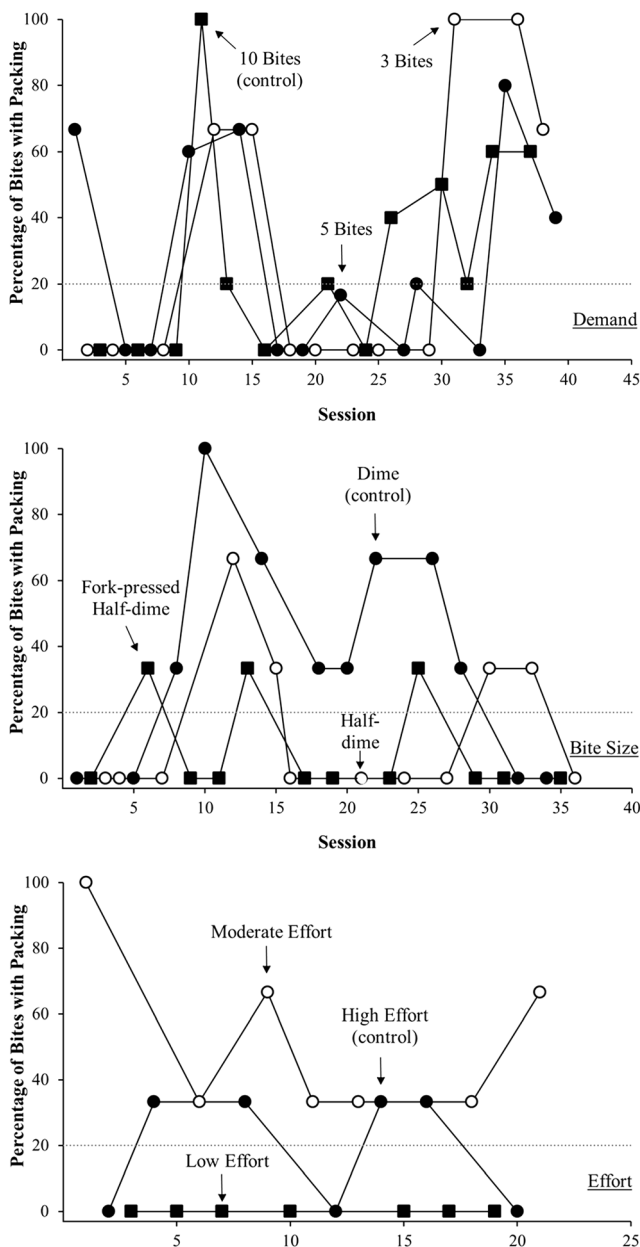 100
80
60
40
20
0
Percentage of Bites with Packing
10 Bites
(control)
3 Bites
5 Bites
Demand
5
10
15
20
25
30
35
40
45
Session
100
80
60
40
20
0
Percentage of Bites with Packing
Dime
(control)
Fork-pressed
Half-dime
Half-
dime
Bite Size
5
10
15
20
25
30
35
40
Session
100
80
60
40
20
0
Percentage of Bites with Packing
Moderate Effort
High Effort
(control)
Low Effort
Effort
5
10
15
20
25